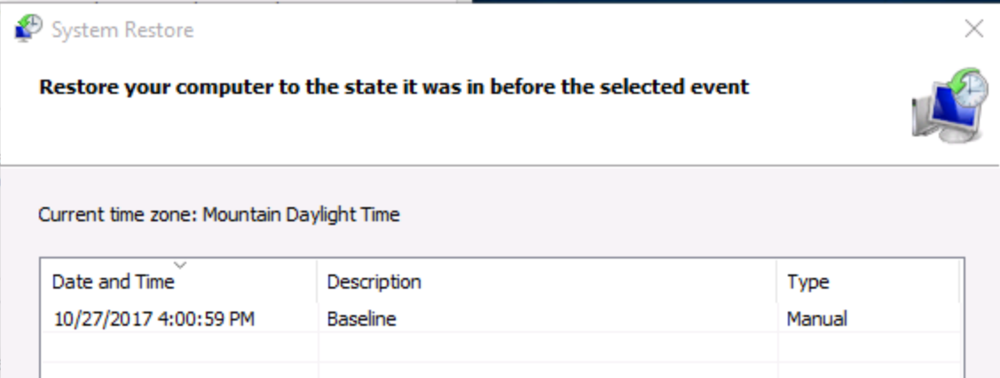 System Restore
Restore your computer to the state it was in before the selected event
Current time zone: Mountain Daylight Time
Date and Time Description Type
10/27/2017 4:00:59 PM Baseline Manual